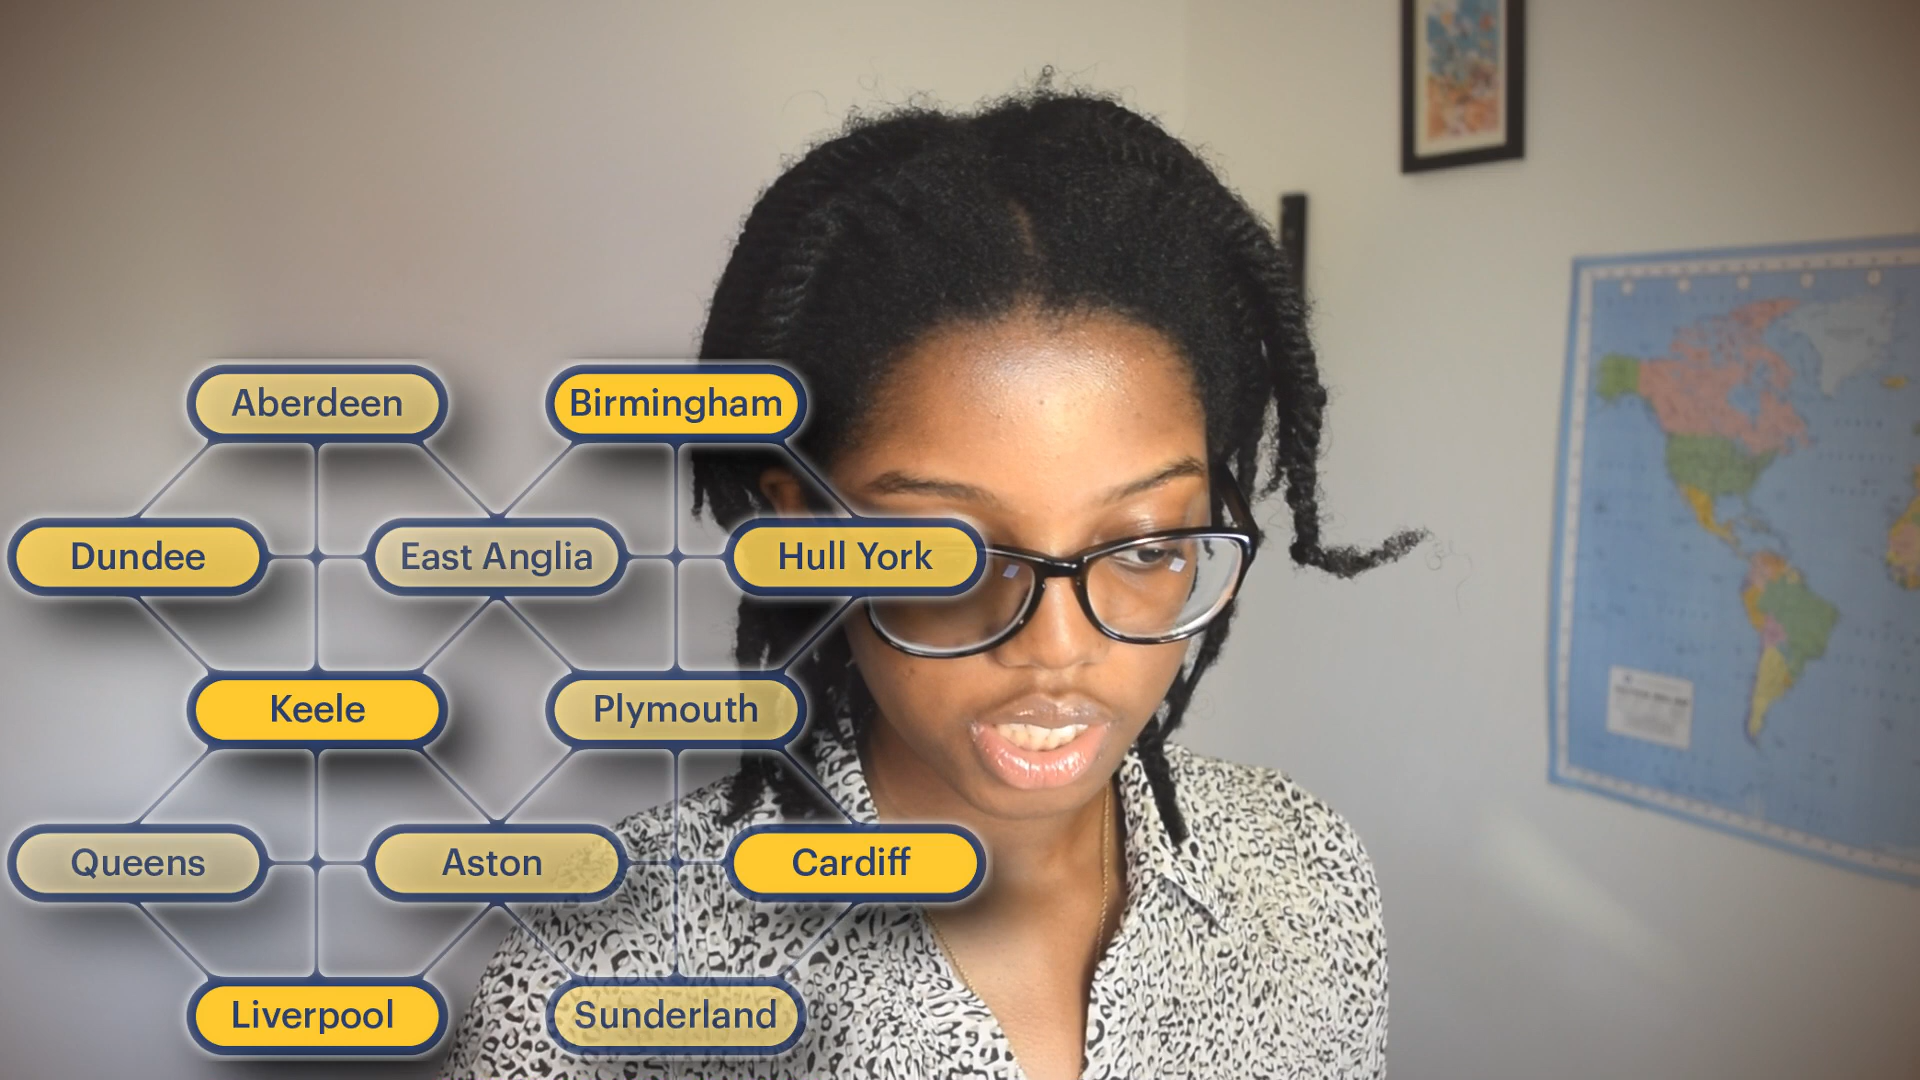 Aberdeen
Birmingham
Dundee
East Anglia
Hull York
Keele
Plymouth
Queens
Aston
Cardiff
Liverpool
Sunderland